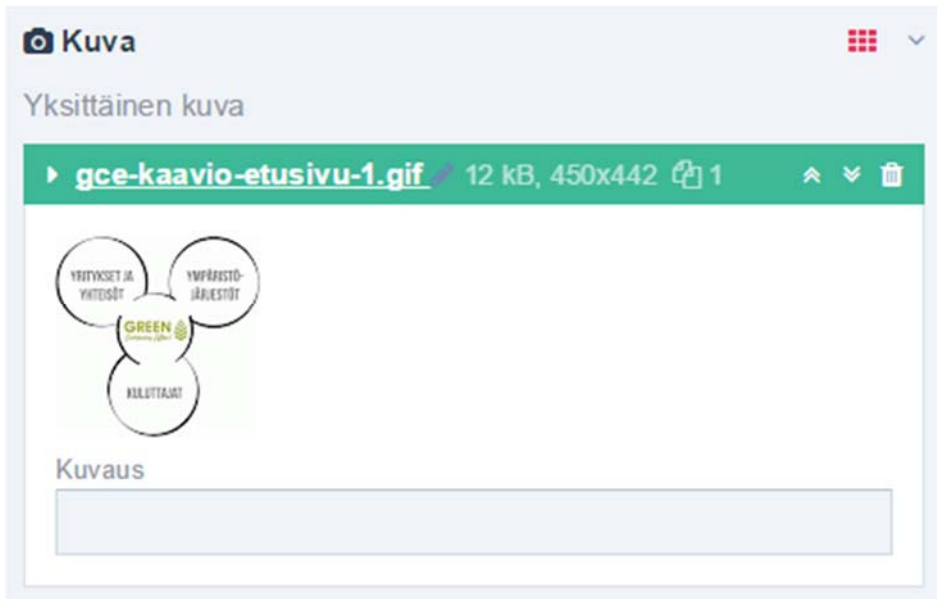 Kuva
Yksittäinen kuva
gce-kaavio-etusivu-1.gif 12 kB, 450x442 1
YRITYKSET JA
YHTEISÖT
YMPÄRISTÖ-
JÄRJESTÖT
GREEN
KULUTTAJAT
Kuvaus